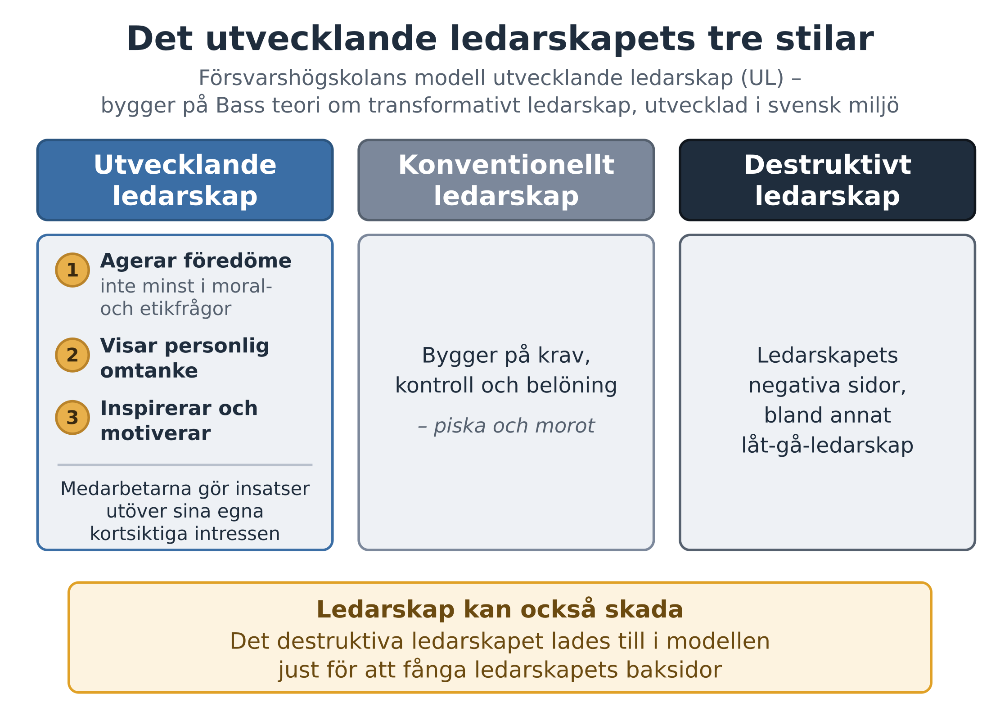 Det utvecklande ledarskapets tre stilar
Försvarshögskolans modell utvecklande ledarskap (UL) –
bygger på Bass teori om transformativt ledarskap, utvecklad i svensk miljö
Utvecklande
ledarskap
1
Agerar föredöme
inte minst i moral-
och etikfrågor
2
Visar personlig
omtanke
3
Inspirerar och
motiverar
Medarbetarna gör insatser
utöver sina egna
kortsiktiga intressen
Konventionellt
ledarskap
Bygger på krav,
kontroll och belöning
– piska och morot
Destruktivt
ledarskap
Ledarskapets
negativa sidor,
bland annat
låt-gå-ledarskap
Ledarskap kan också skada
Det destruktiva ledarskapet lades till i modellen
just för att fånga ledarskapets baksidor